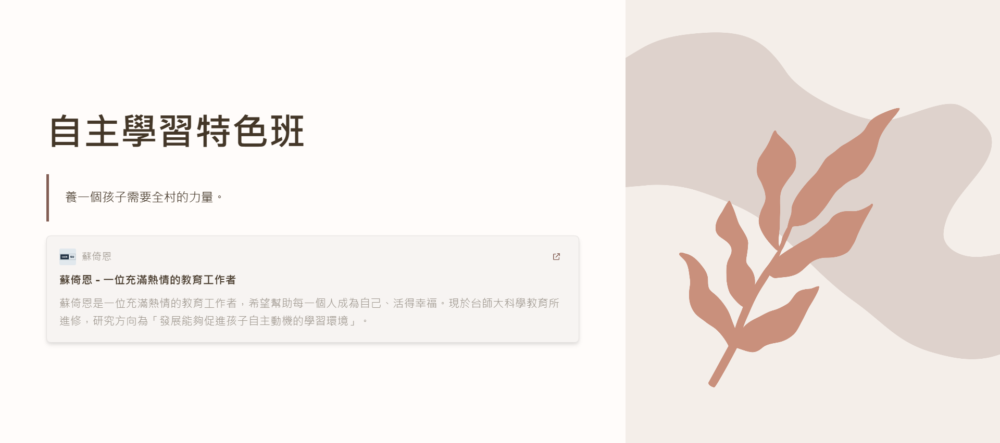 自主學習特色班
養一個孩子需要全村的力量。
IAN SU
蘇倚恩
蘇倚恩 - 一位充滿熱情的教育工作者
蘇倚恩是一位充滿熱情的教育工作者，希望幫助每一個人成為自己、活得幸福。現於台師大科學教育所
進修，研究方向為「發展能夠促進孩子自主動機的學習環境」。